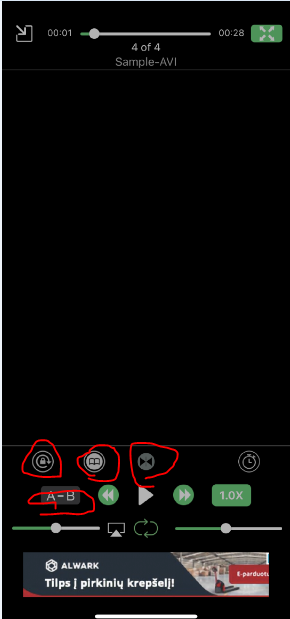 00:01
00:28
4 of 4
Sample-AVI
A-B
1.0X
ALWARK
Tilps į pirkinių krepšelį!
E-parduotu